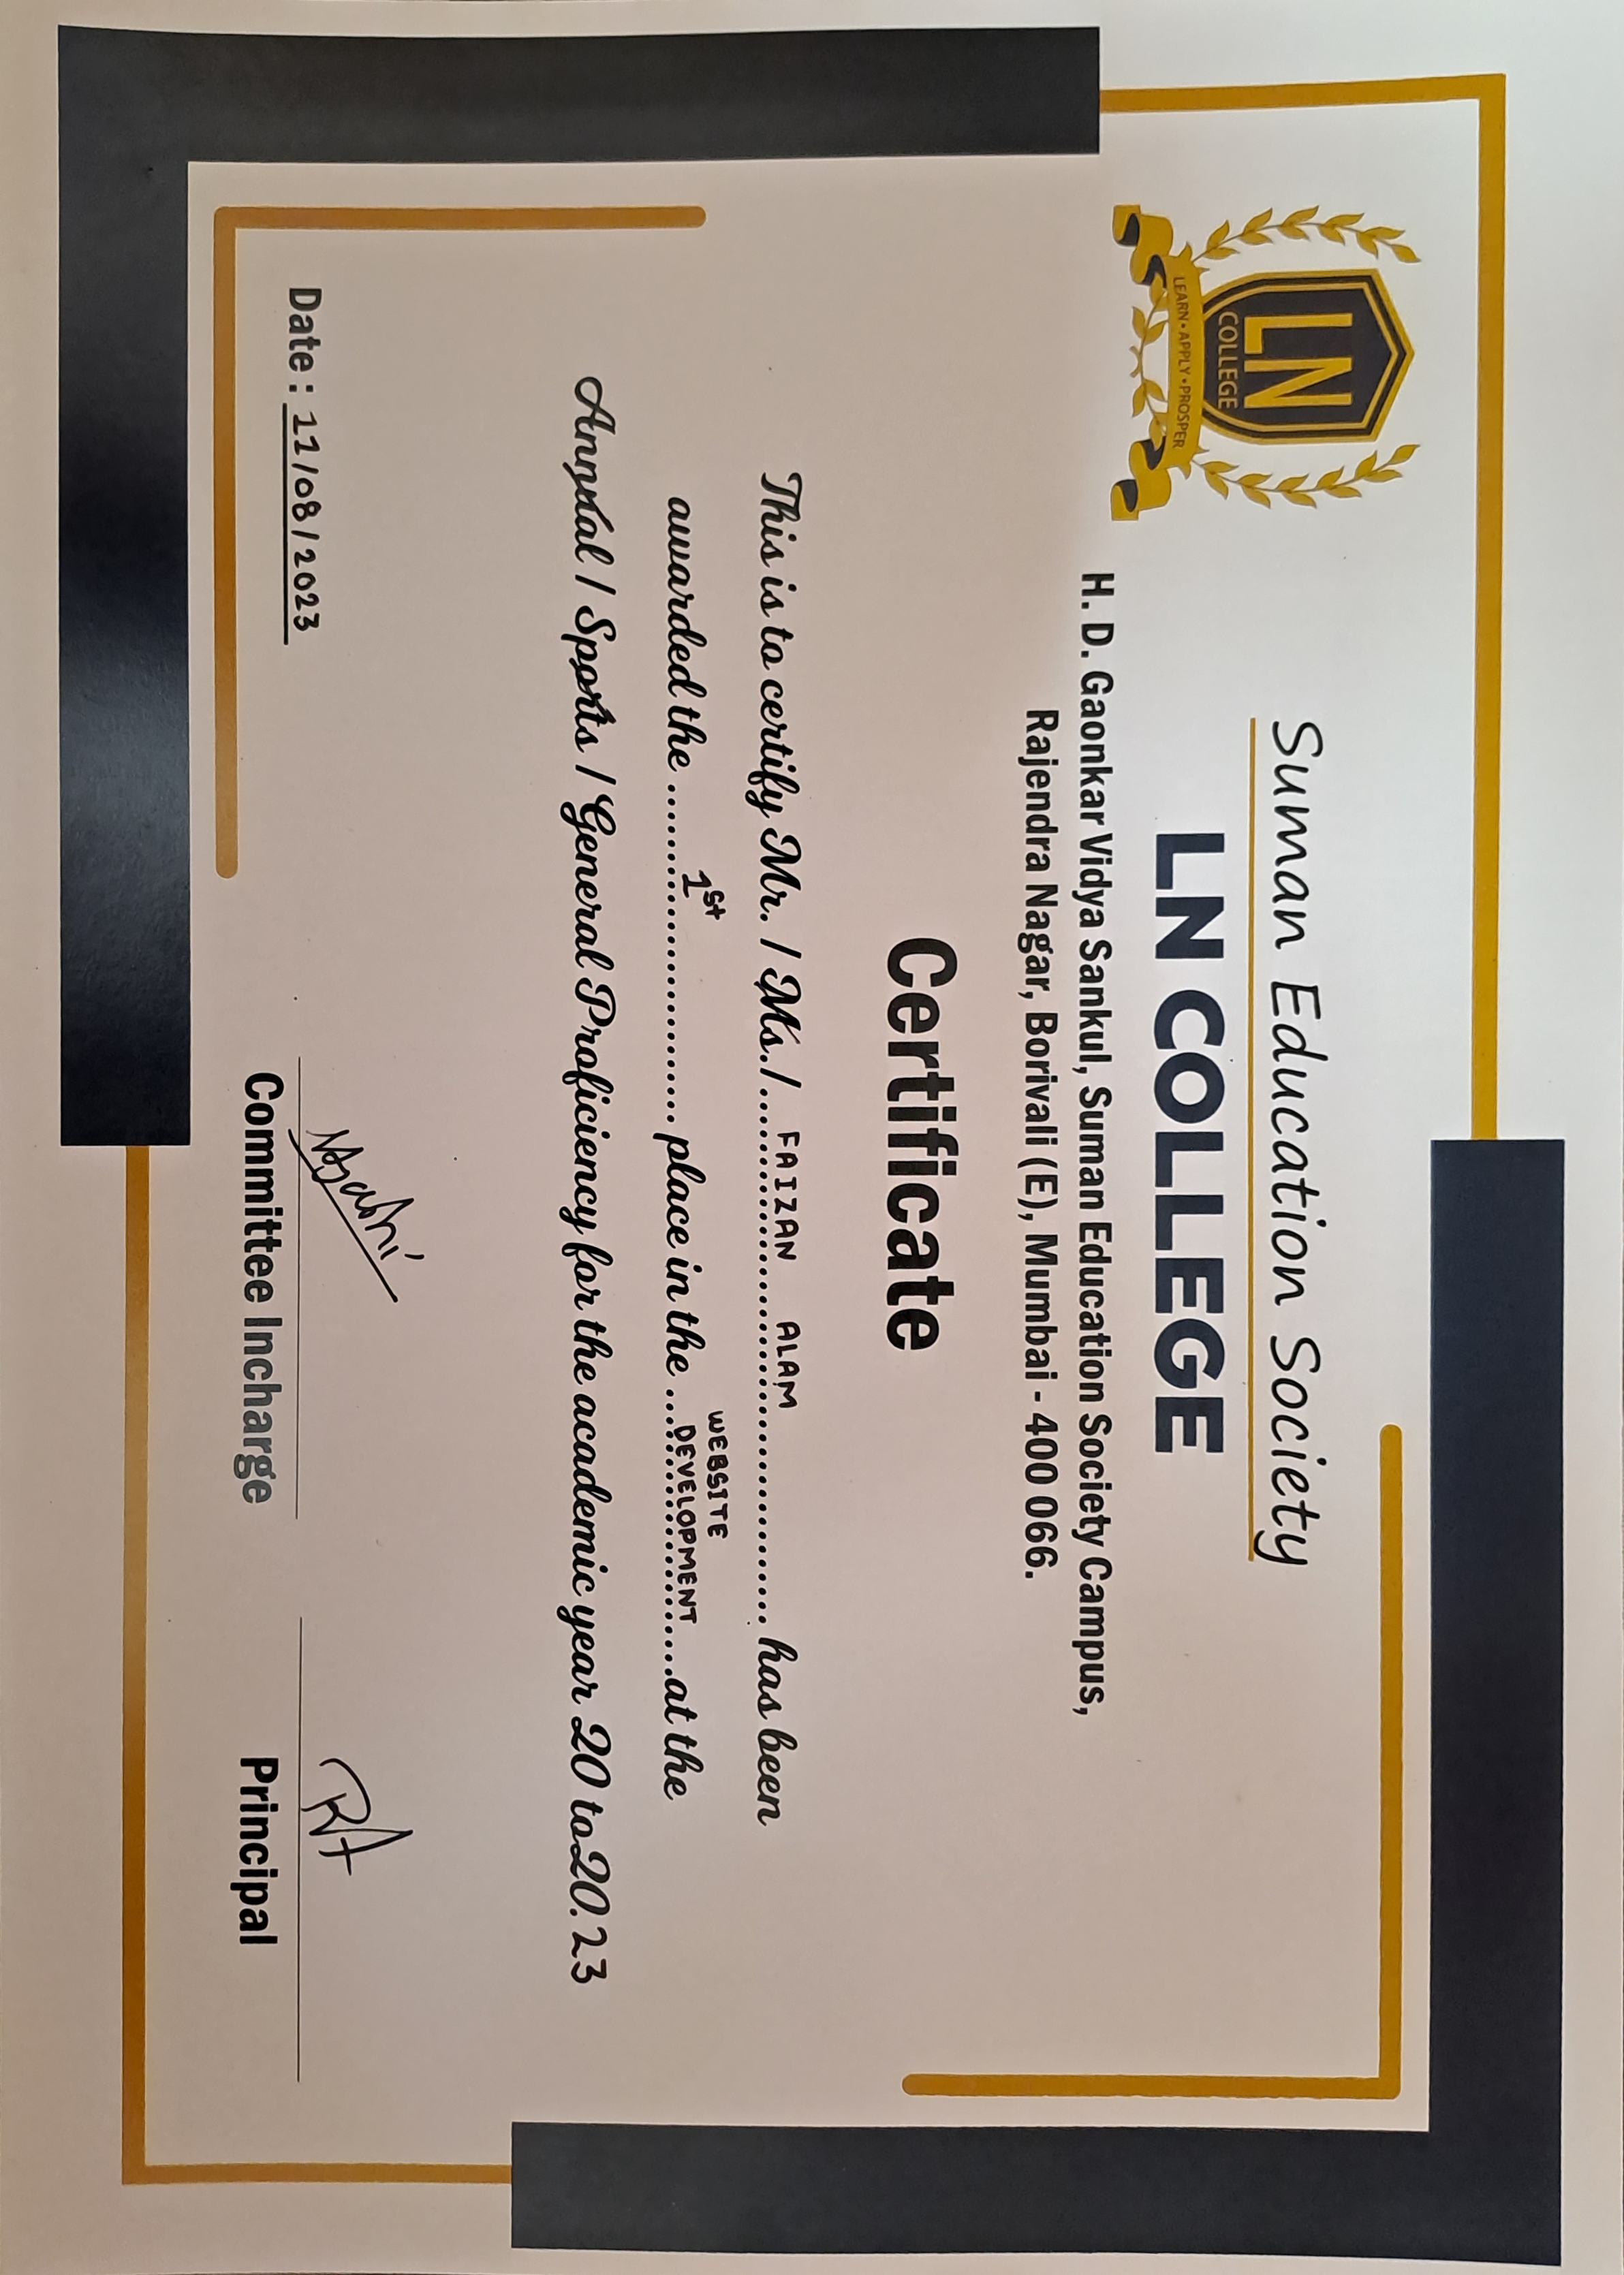 LN
COLLEGE
LEARN • APPLY • PROSPER
Suman Education Society
LN COLLEGE
H. D. Gaonkar Vidya Sankul, Suman Education Society Campus,
Rajendra Nagar, Borivali (E), Mumbai - 400 066.
Certificate
This is to certify Mr. / Ms./....FAIZAN ALAM.... has been
awarded the ....1st.... place in the ....WEBSITE DEVELOPMENT....at the
Annual / Sports / General Proficiency for the academic year 20 to 20.23
Date : 11/08/2023
Committee Incharge
Principal